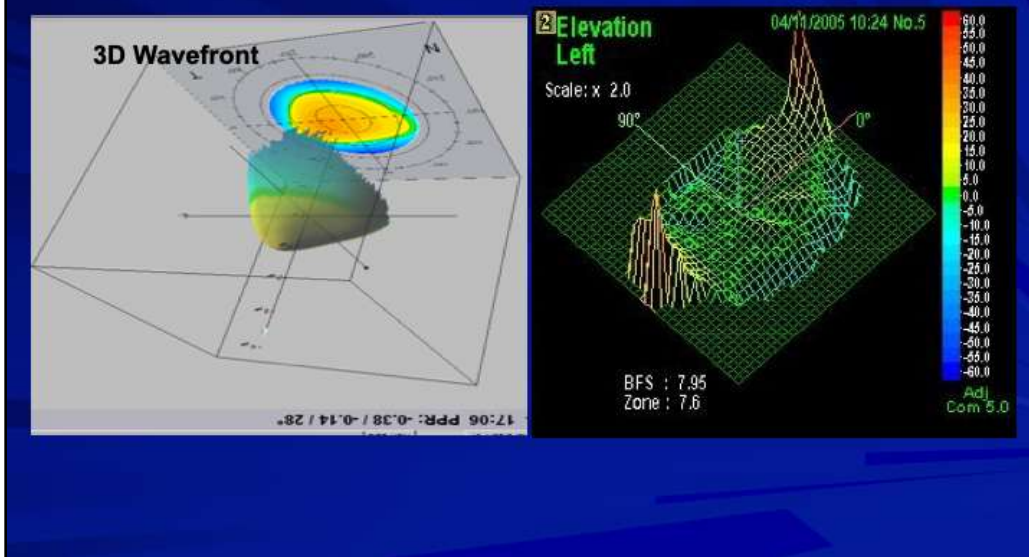 3D Wavefront
N
17:06 PPR: -0.38 / -0.14 / 28°
2 Elevation
Left
04/11/2005 10:24 No.5
Scale: x 2.0
90°
0°
BFS : 7.95
Zone : 7.6
60.0
55.0
50.0
45.0
40.0
35.0
30.0
25.0
20.0
15.0
10.0
5.0
0.0
-5.0
-10.0
-15.0
-20.0
-25.0
-30.0
-35.0
-40.0
-45.0
-50.0
-55.0
-60.0
Adj
Com 5.0